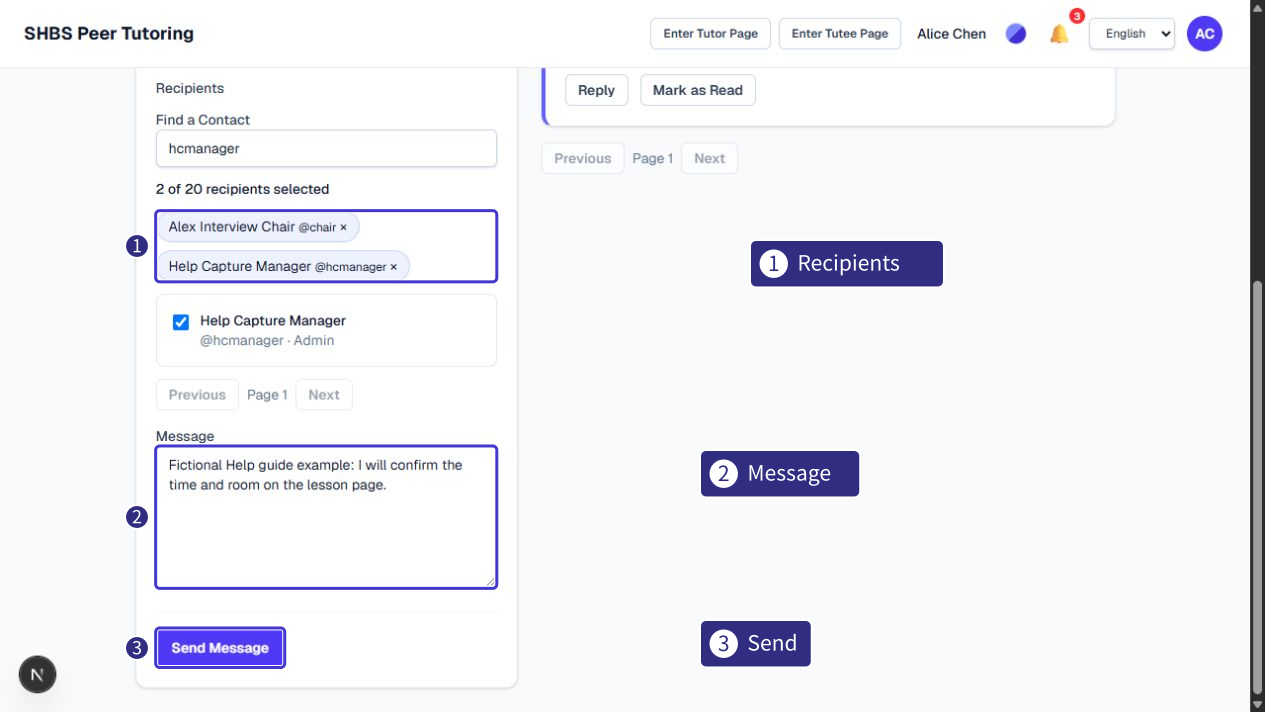 SHBS Peer Tutoring
Enter Tutor Page
Enter Tutee Page
Alice Chen
3
English
AC
Recipients
Find a Contact
hcmanager
2 of 20 recipients selected
1
Alex Interview Chair @chair ×
Help Capture Manager @hcmanager ×
Help Capture Manager
@hcmanager · Admin
Previous Page 1 Next
Message
2
Fictional Help guide example: I will confirm the
time and room on the lesson page.
3
Send Message
N
Reply
Mark as Read
Previous Page 1 Next
1 Recipients
2 Message
3 Send